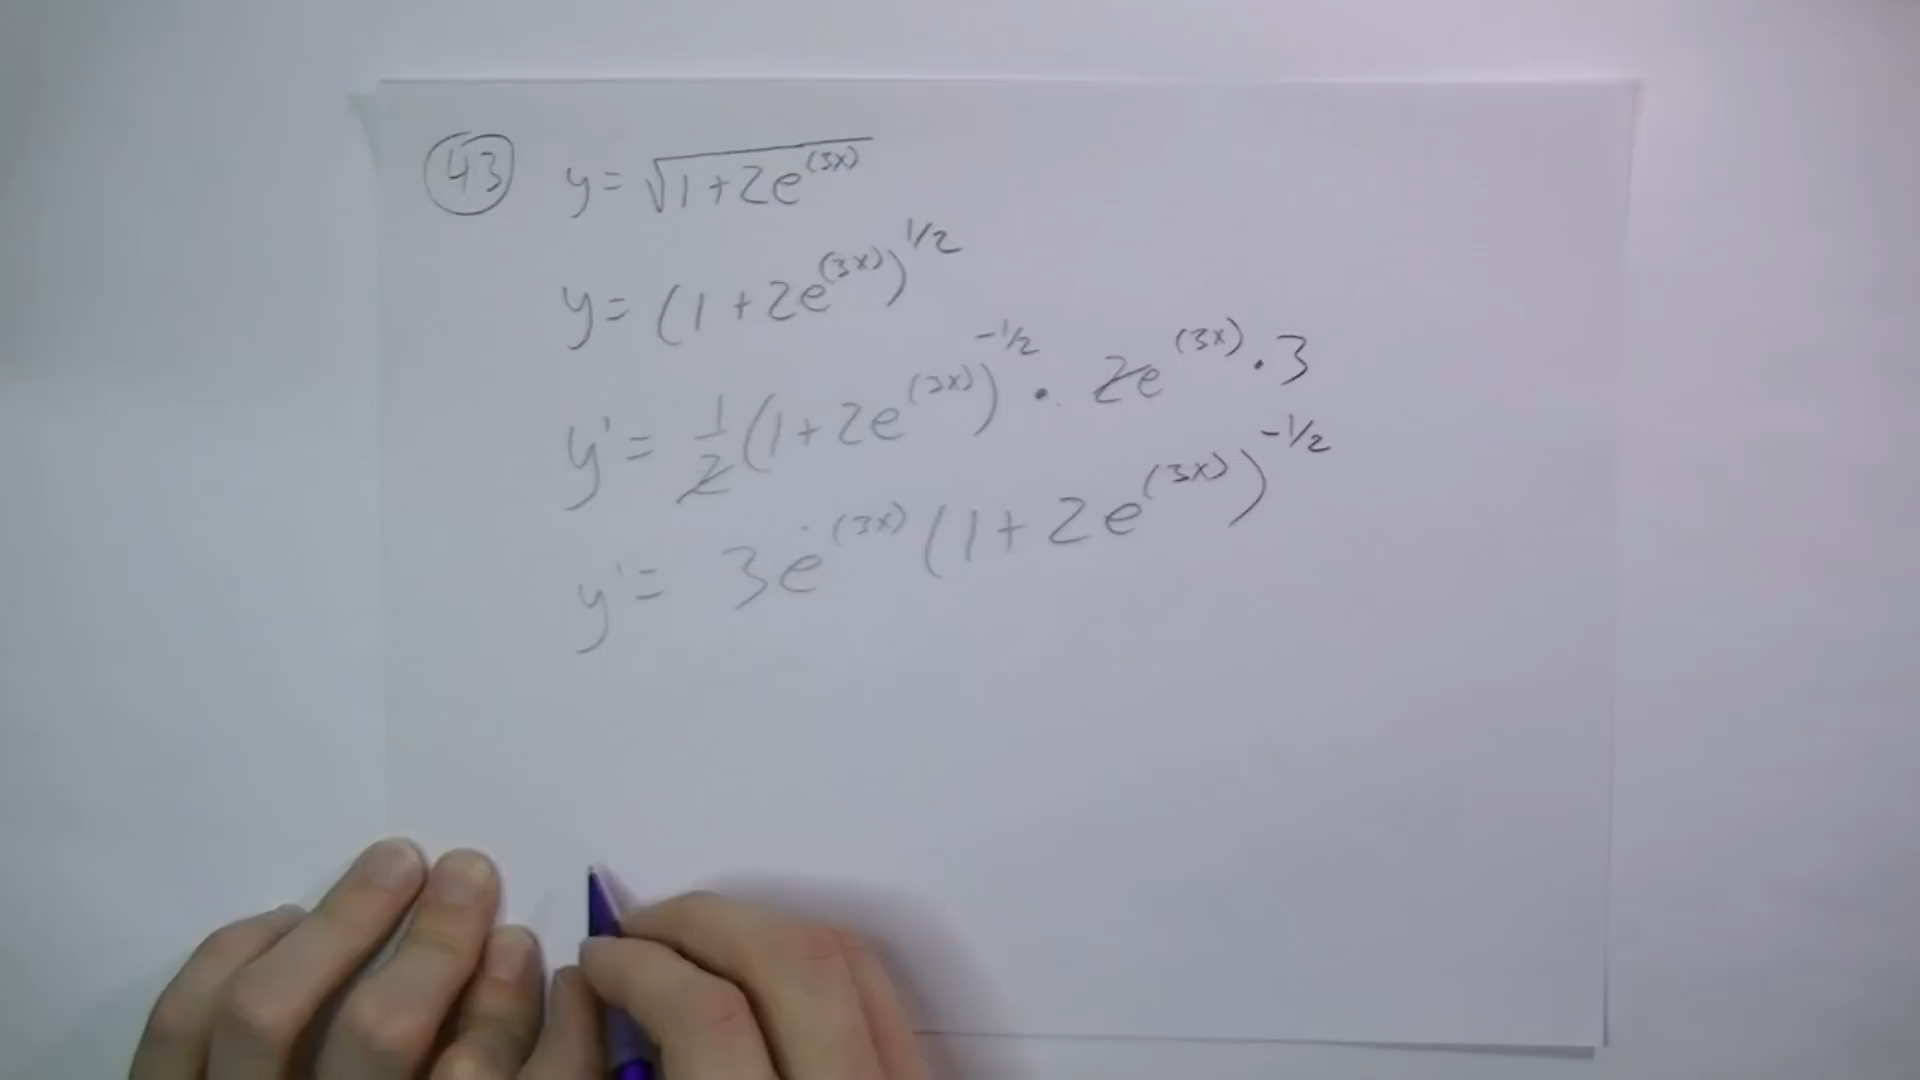 43 y = √1+2e^(3x)
y = (1+2e^(3x))^1/2
y' = 1/2 (1+2e^(3x))^-1/2 · 2e^(3x) · 3
y' = 3e^(3x) (1+2e^(3x))^-1/2